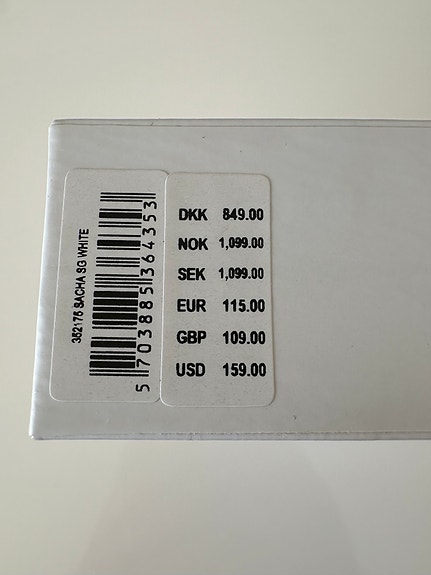 352175 SACHA SG WHITE
5 703885 364353
DKK 849.00
NOK 1,099.00
SEK 1,099.00
EUR 115.00
GBP 109.00
USD 159.00